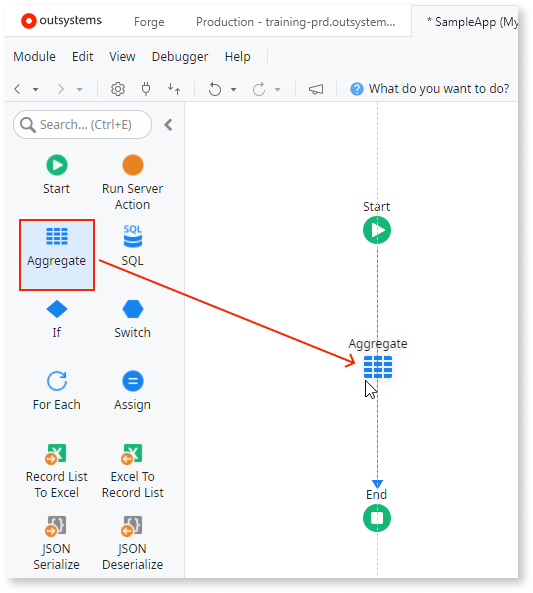 outsystems
Forge
Production - training-prd.outsystem...
* SampleApp (My
Module
Edit
View
Debugger
Help
What do you want to do?
Search... (Ctrl+E)
Start
Run Server
Action
Aggregate
SQL
SQL
If
Switch
For Each
Assign
Record List
To Excel
Excel To
Record List
JSON
Serialize
JSON
Deserialize
Start
Aggregate
End